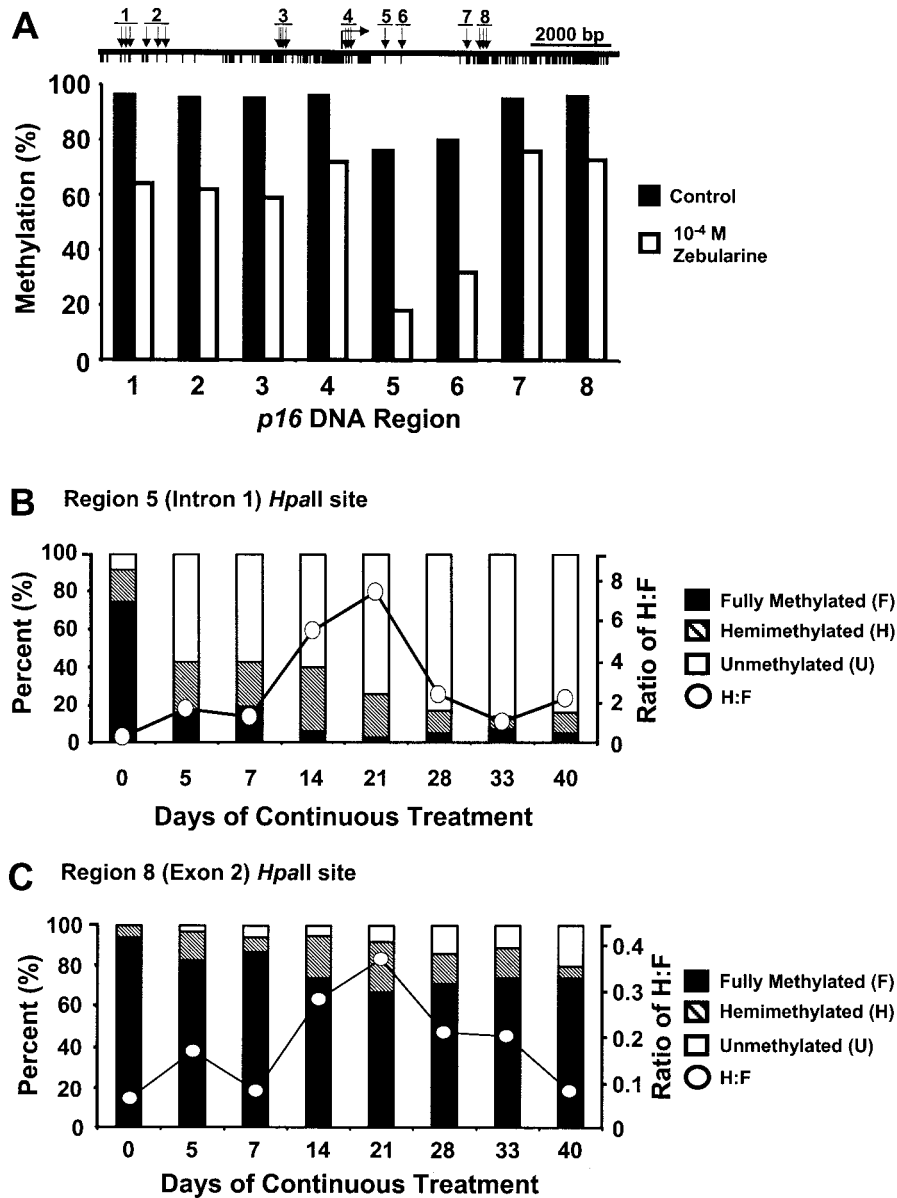 A
1 2 3 4 5 6 7 8
2000 bp
Methylation (%)
100
80
60
40
20
0
1 2 3 4 5 6 7 8
p16 DNA Region
Control
10-4 M
Zebularine
B Region 5 (Intron 1) HpaII site
Percent (%)
100
80
60
40
20
0
8
6
4
2
0
Ratio of H:F
0 5 7 14 21 28 33 40
Days of Continuous Treatment
Fully Methylated (F)
Hemimethylated (H)
Unmethylated (U)
H:F
C Region 8 (Exon 2) HpaII site
Percent (%)
100
80
60
40
20
0
0.4
0.3
0.2
0.1
0
Ratio of H:F
0 5 7 14 21 28 33 40
Days of Continuous Treatment
Fully Methylated (F)
Hemimethylated (H)
Unmethylated (U)
H:F